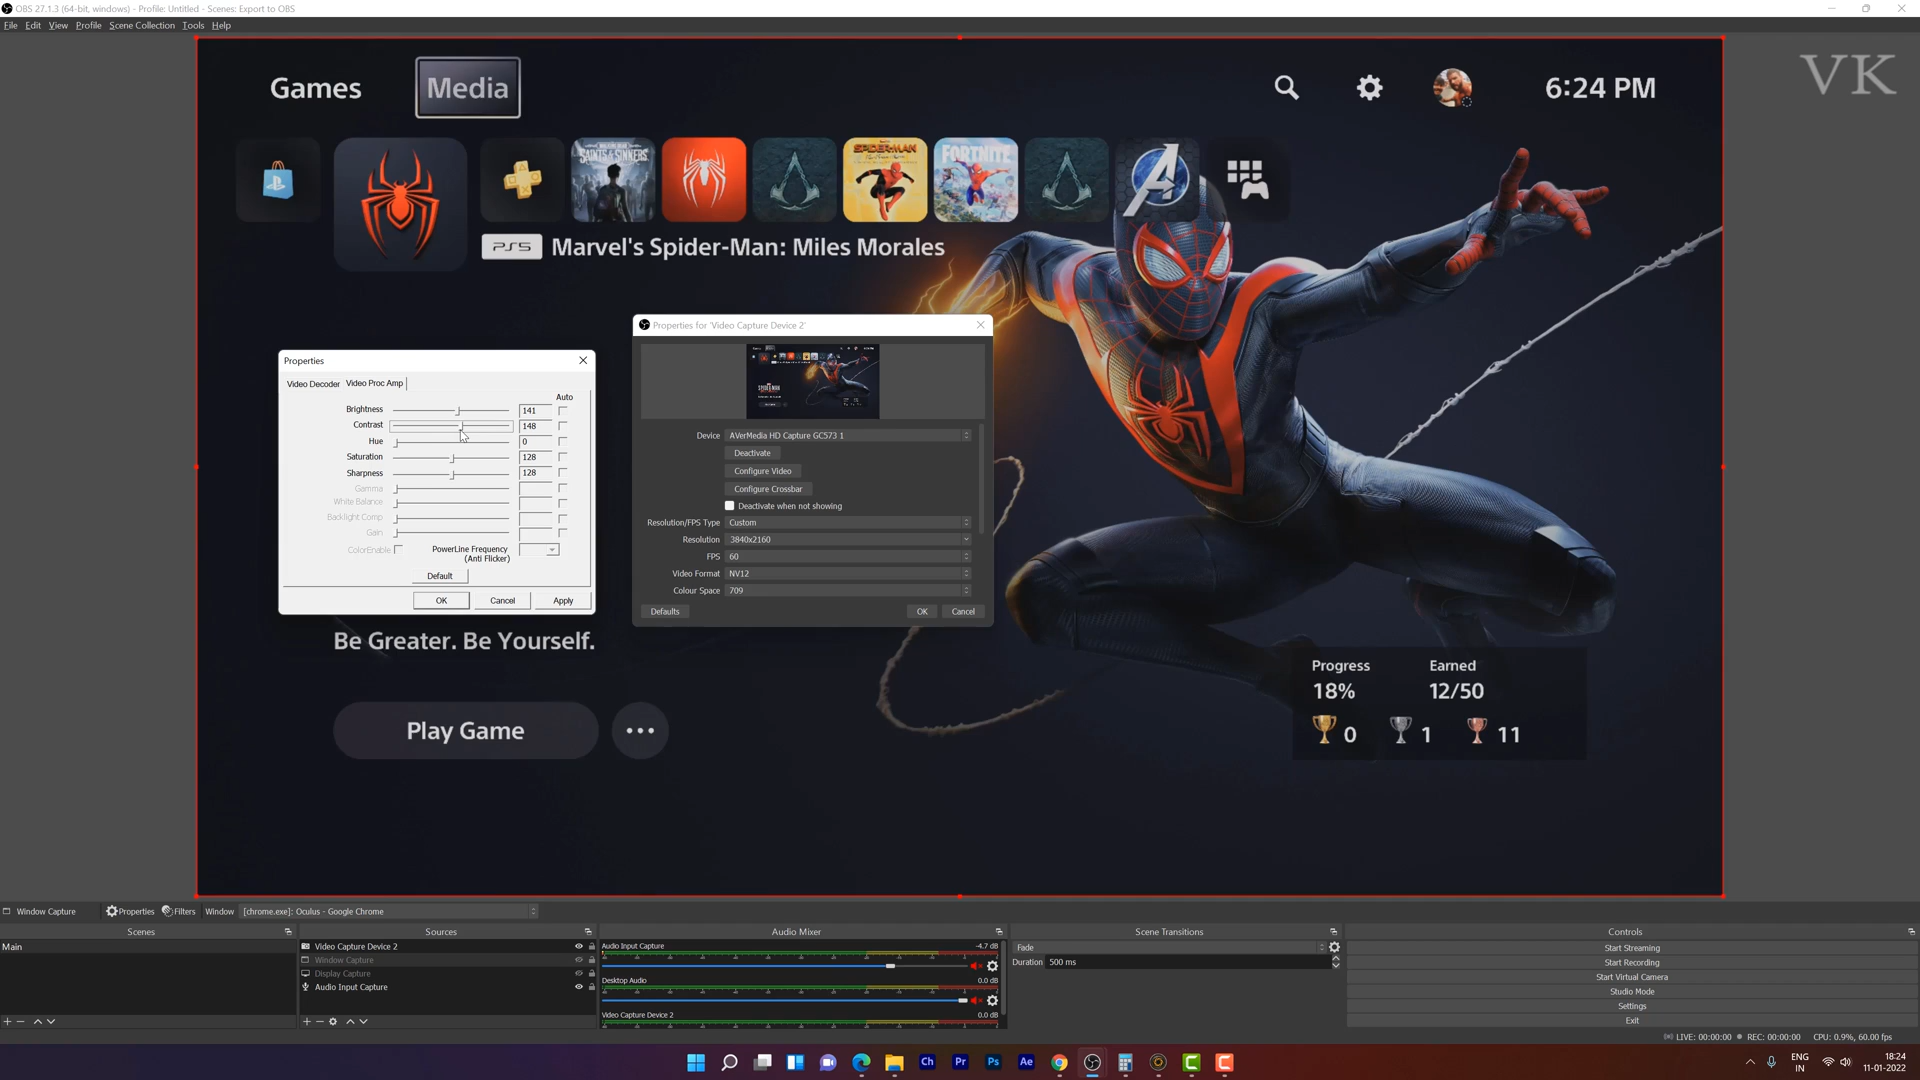 OBS 27.1.3 (64-bit, windows) - Profile: Untitled - Scenes: Export to OBS
File Edit View Profile Scene Collection Tools Help
VK
Games Media 6:24 PM
SAINTS & SINNERS
SPIDER-MAN
FORTNITE
PS5 Marvel's Spider-Man: Miles Morales
Properties for 'Video Capture Device 2'
Device AVerMedia HD Capture GC573 1
Deactivate
Configure Video
Configure Crossbar
Deactivate when not showing
Resolution/FPS Type Custom
Resolution 3840x2160
FPS 60
Video Format NV12
Colour Space 709
Defaults OK Cancel
Properties
Video Decoder Video Proc Amp
Auto
Brightness 141
Contrast 148
Hue 0
Saturation 128
Sharpness 128
Gamma
White Balance
Backlight Comp
Gain
ColorEnable PowerLine Frequency
(Anti Flicker)
Default
OK Cancel Apply
Be Greater. Be Yourself.
Play Game
Progress Earned
18% 12/50
0 1 11
Window Capture Properties Filters Window [chrome.exe]: Oculus - Google Chrome
Scenes
Main
Sources
Video Capture Device 2
Window Capture
Display Capture
Audio Input Capture
Audio Mixer
Audio Input Capture -4.7 dB
Desktop Audio 0.0 dB
Video Capture Device 2 0.0 dB
Scene Transitions
Fade
Duration 500 ms
Controls
Start Streaming
Start Recording
Start Virtual Camera
Studio Mode
Settings
Exit
LIVE: 00:00:00 REC: 00:00:00 CPU: 0.9%, 60.00 fps
Ch Pr Ps Ae
ENG
IN
18:24
11-01-2022